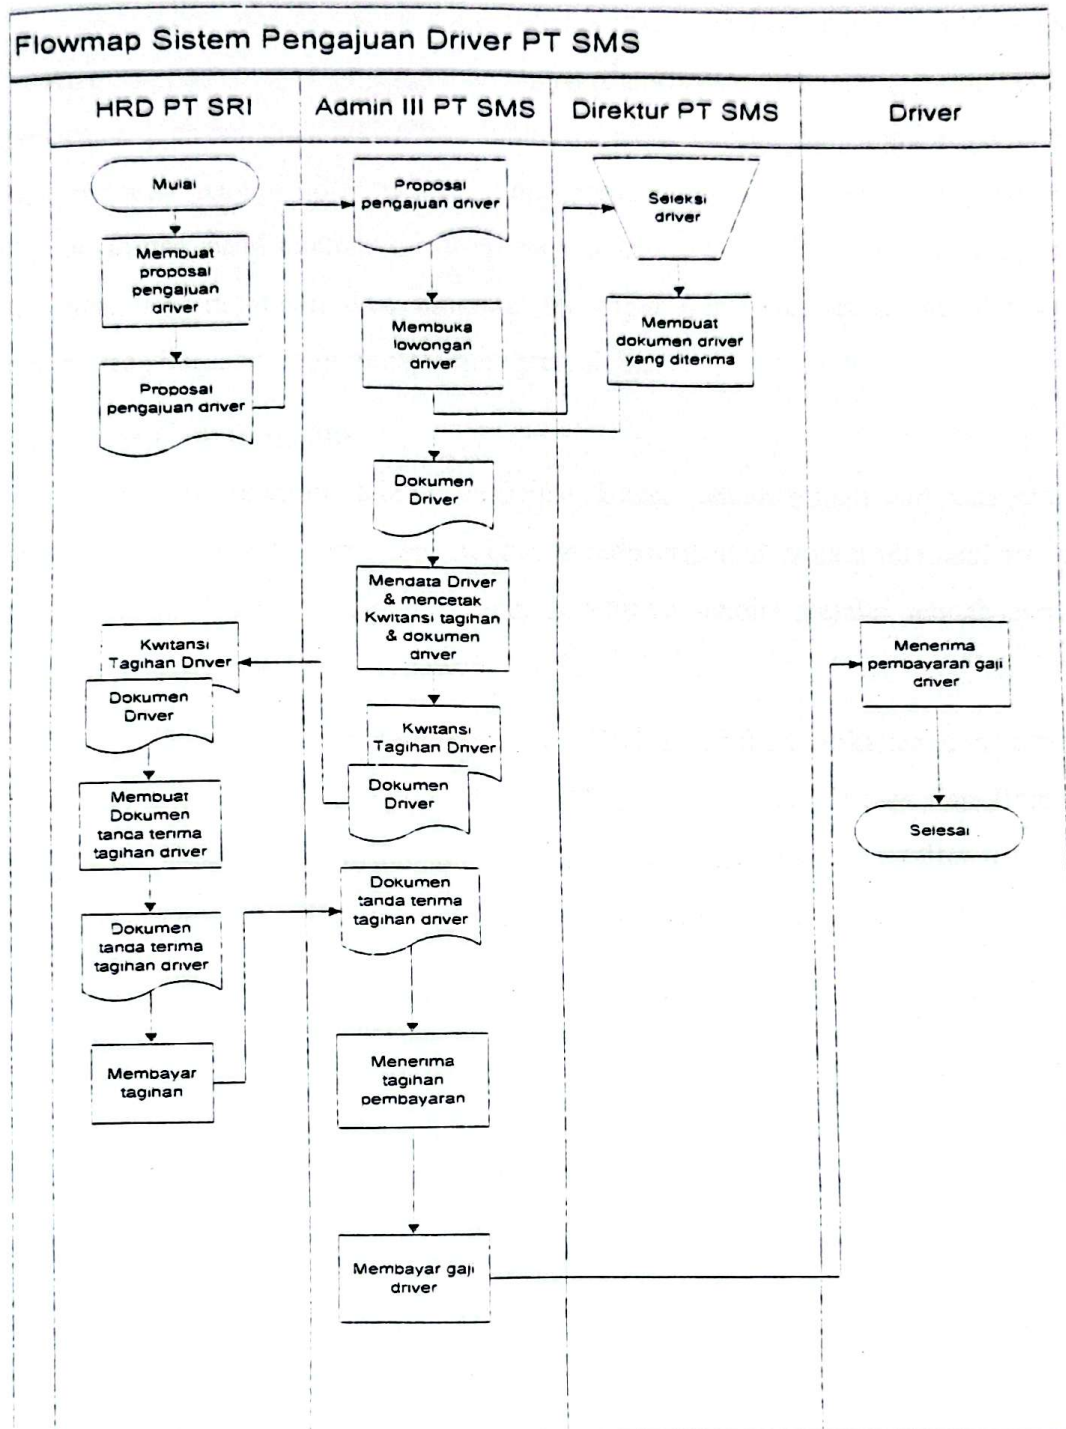 Flowmap Sistem Pengajuan Driver PT SMS
HRD PT SRI
Admin III PT SMS
Direktur PT SMS
Driver
Mulai
Membuat
proposal
pengajuan
driver
Proposal
pengajuan driver
Proposal
pengajuan driver
Membuka
lowongan
driver
Seleksi
driver
Membuat
dokumen driver
yang diterima
Dokumen
Driver
Mendata Driver
& mencetak
Kwitansi tagihan
& dokumen
driver
Kwitansi
Tagihan Driver
Dokumen
Driver
Kwitansi
Tagihan Driver
Dokumen
Driver
Membuat
Dokumen
tanda terima
tagihan driver
Dokumen
tanda terima
tagihan driver
Membayar
tagihan
Dokumen
tanda terima
tagihan driver
Menerima
tagihan
pembayaran
Membayar gaji
driver
Menerima
pembayaran gaji
driver
Selesai